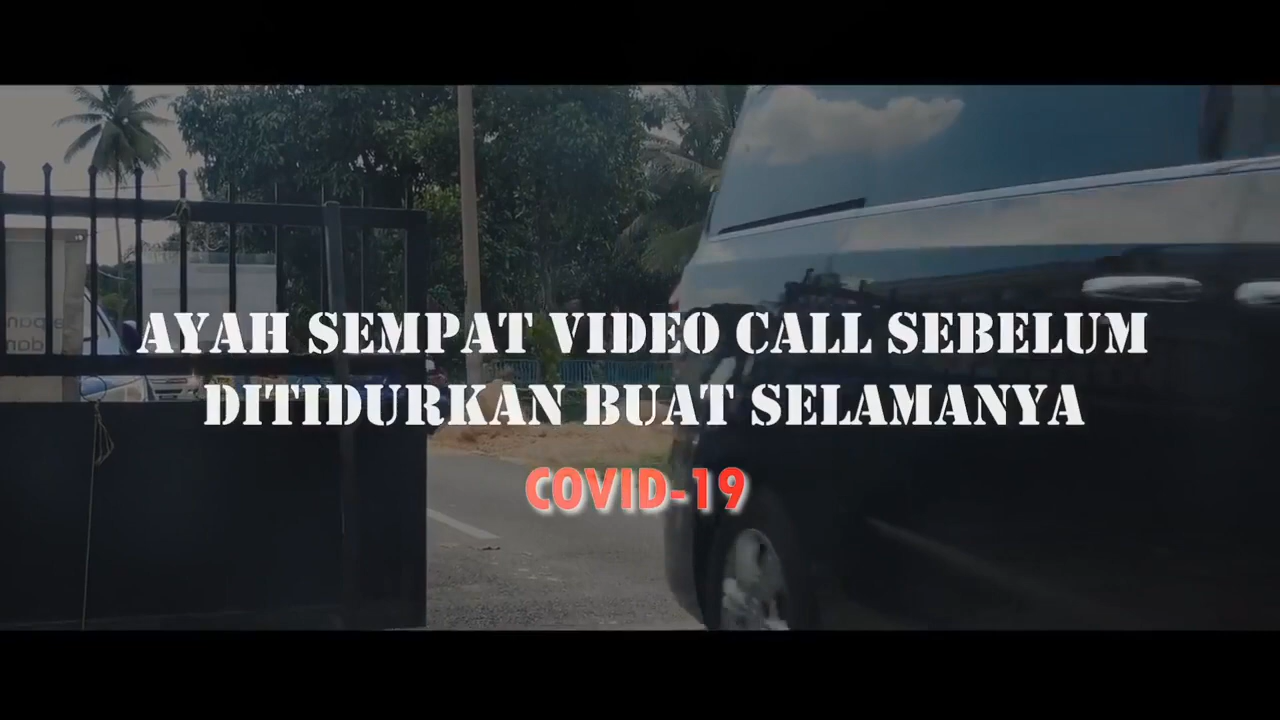 AYAH SEMPAT VIDEO CALL SEBELUM
DITIDURKAN BUAT SELAMANYA
COVID-19